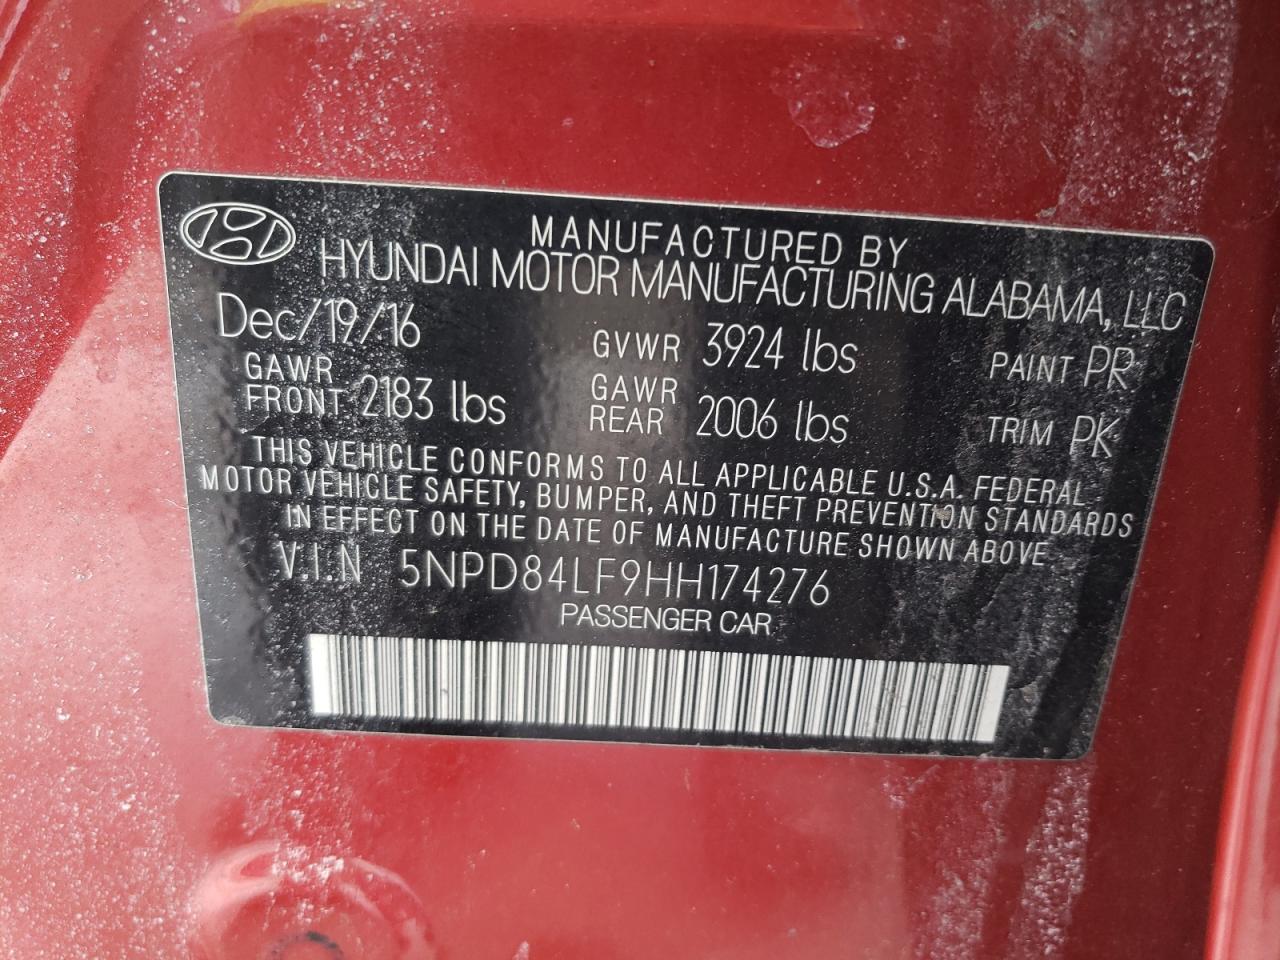 MANUFACTURED BY
HYUNDAI MOTOR MANUFACTURING ALABAMA, LLC
Dec/19/16 GVWR 3924 lbs PAINT PR
GAWR FRONT 2183 lbs GAWR REAR 2006 lbs TRIM PK
THIS VEHICLE CONFORMS TO ALL APPLICABLE U.S.A. FEDERAL
MOTOR VEHICLE SAFETY, BUMPER, AND THEFT PREVENTION STANDARDS
IN EFFECT ON THE DATE OF MANUFACTURE SHOWN ABOVE
V.I.N 5NPD84LF9HH174276
PASSENGER CAR